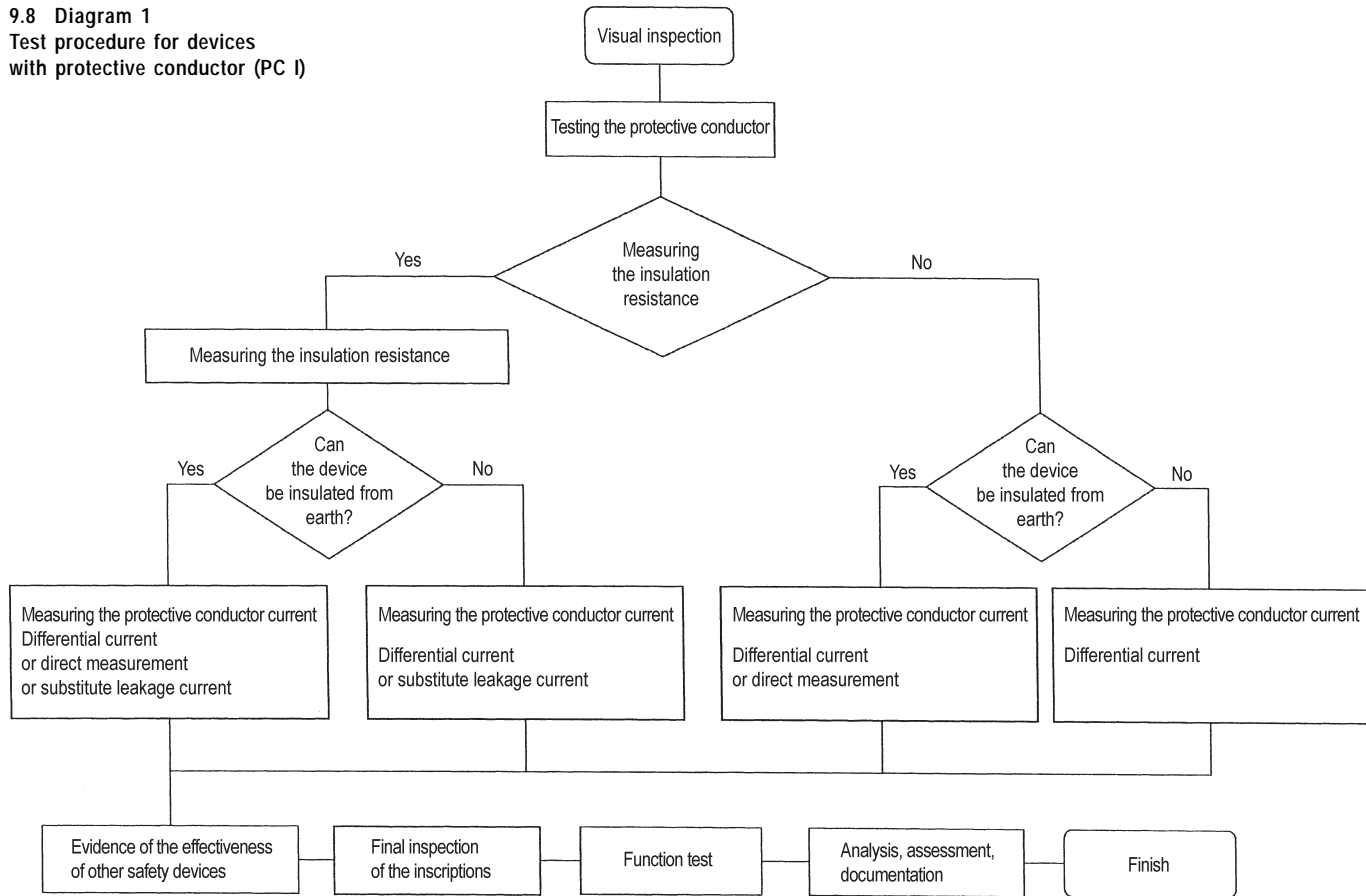 9.8 Diagram 1
Test procedure for devices
with protective conductor (PC I)
Visual inspection
Testing the protective conductor
Measuring
the insulation
resistance
Yes
No
Measuring the insulation resistance
Can
the device
be insulated from
earth?
Yes
No
Can
the device
be insulated from
earth?
Yes
No
Measuring the protective conductor current
Differential current
or direct measurement
or substitute leakage current
Measuring the protective conductor current
Differential current
or substitute leakage current
Measuring the protective conductor current
Differential current
or direct measurement
Measuring the protective conductor current
Differential current
Evidence of the effectiveness
of other safety devices
Final inspection
of the inscriptions
Function test
Analysis, assessment,
documentation
Finish